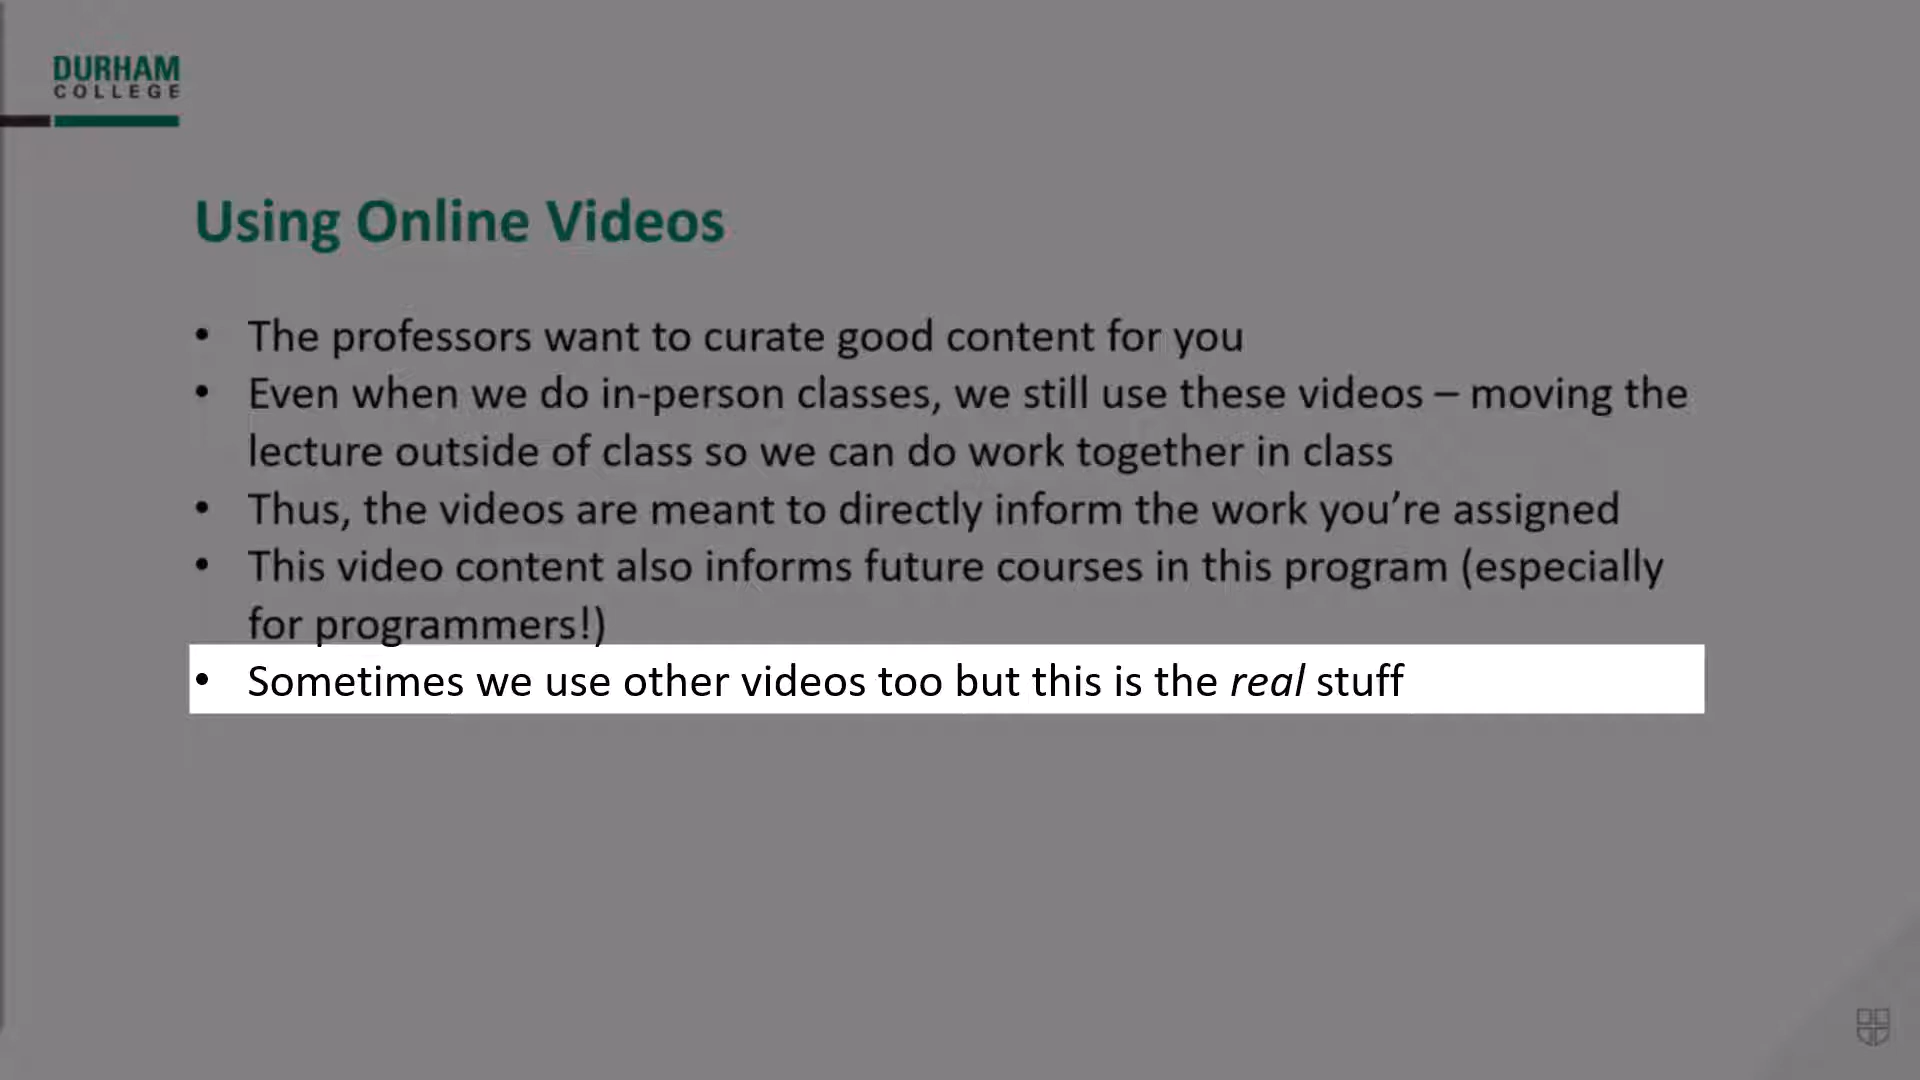 DURHAM
COLLEGE
Using Online Videos
• The professors want to curate good content for you
• Even when we do in-person classes, we still use these videos – moving the
lecture outside of class so we can do work together in class
• Thus, the videos are meant to directly inform the work you’re assigned
• This video content also informs future courses in this program (especially
for programmers!)
• Sometimes we use other videos too but this is the real stuff